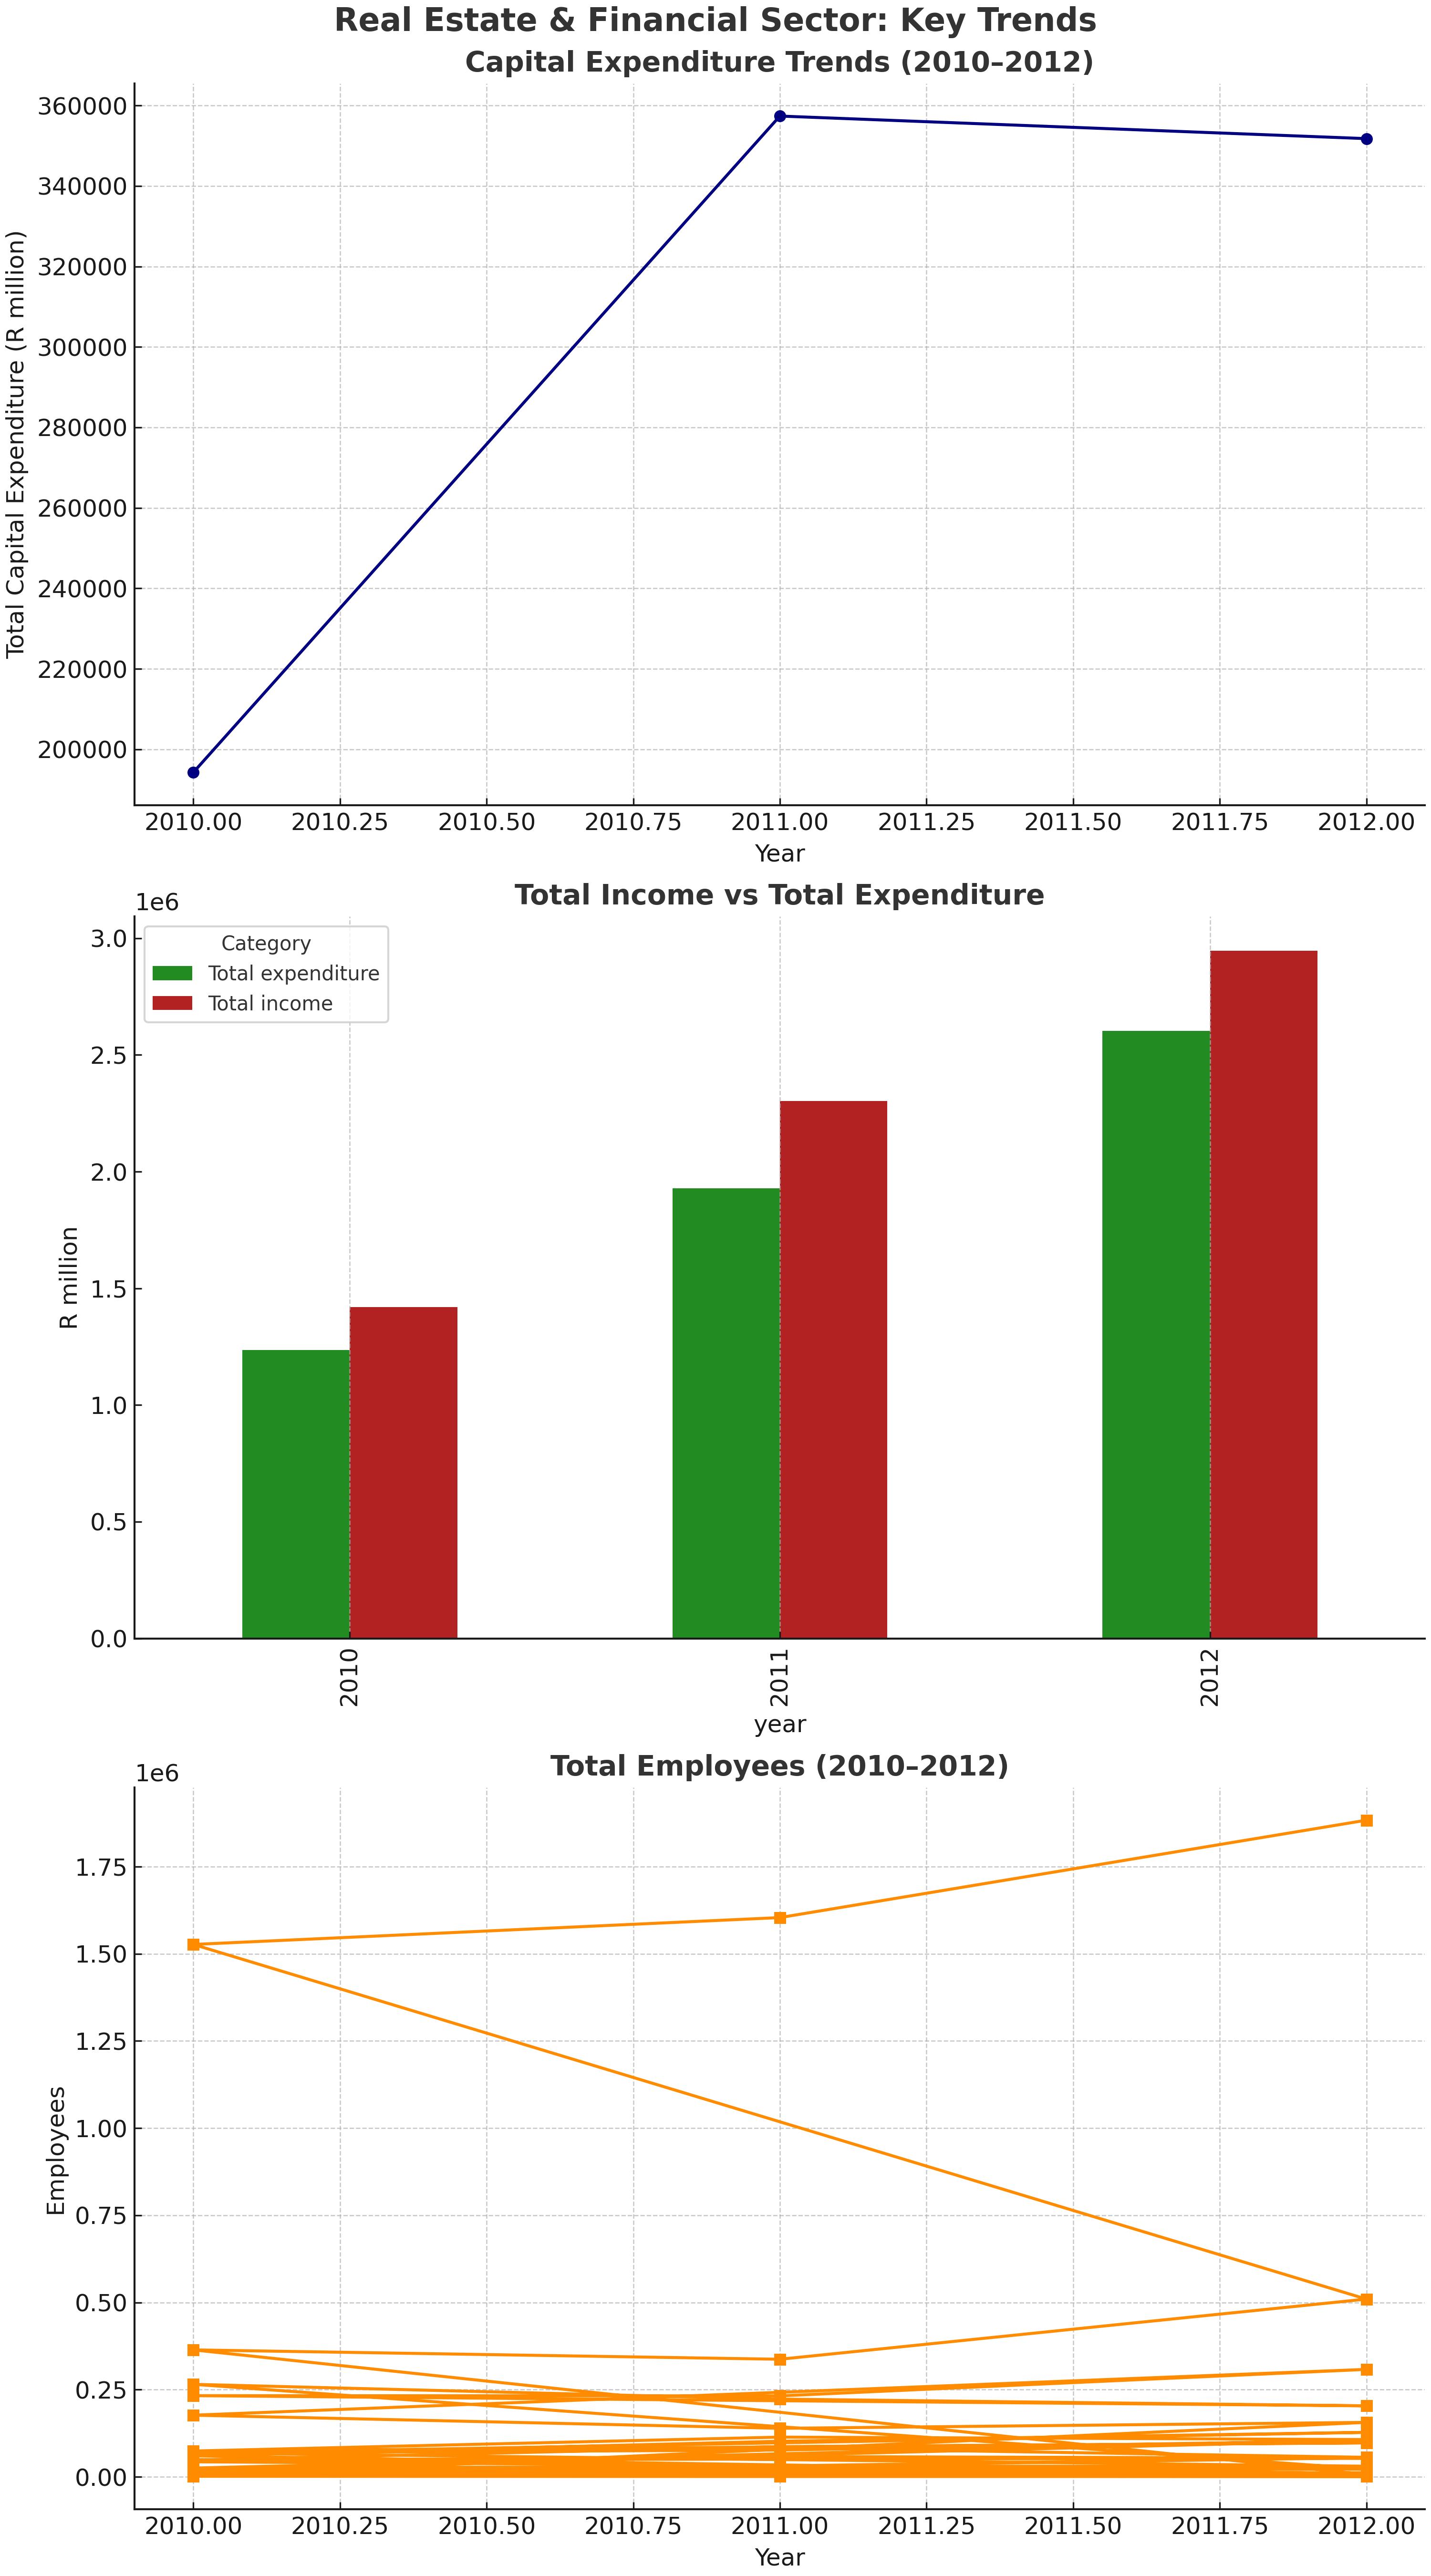 Real Estate & Financial Sector: Key Trends
Capital Expenditure Trends (2010–2012)
Total Capital Expenditure (R million)
360000
340000
320000
300000
280000
260000
240000
220000
200000
2010.00 2010.25 2010.50 2010.75 2011.00 2011.25 2011.50 2011.75 2012.00
Year
Total Income vs Total Expenditure
1e6
Category
Total expenditure
Total income
R million
3.0
2.5
2.0
1.5
1.0
0.5
0.0
2010 2011 2012
year
Total Employees (2010–2012)
1e6
Employees
1.75
1.50
1.25
1.00
0.75
0.50
0.25
0.00
2010.00 2010.25 2010.50 2010.75 2011.00 2011.25 2011.50 2011.75 2012.00
Year